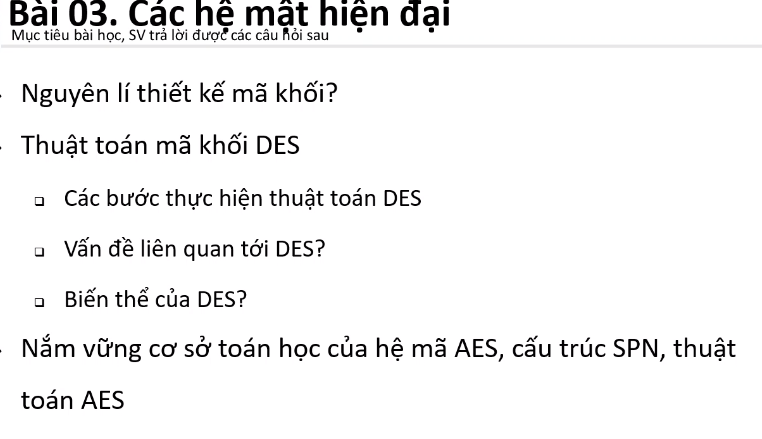 Bài 03. Các hệ mật hiện đại
Mục tiêu bài học, SV trả lời được các câu hỏi sau
Nguyên lí thiết kế mã khối?
Thuật toán mã khối DES
Các bước thực hiện thuật toán DES
Vấn đề liên quan tới DES?
Biến thể của DES?
Nắm vững cơ sở toán học của hệ mã AES, cấu trúc SPN, thuật
toán AES